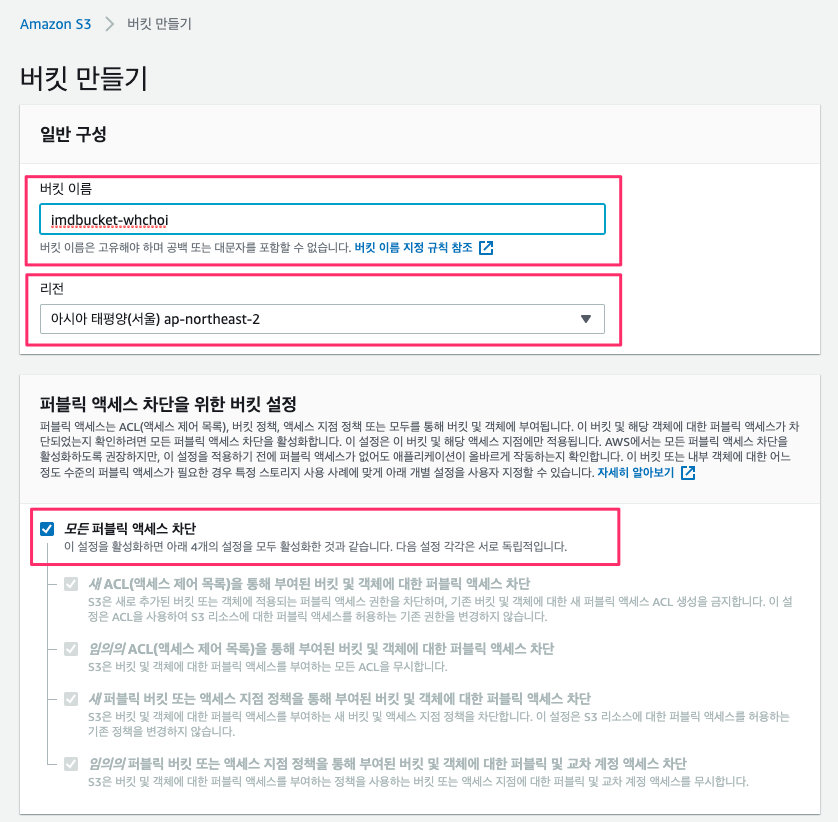 Amazon S3 > 버킷 만들기
버킷 만들기
일반 구성
버킷 이름
imdbucket-whchoi
버킷 이름은 고유해야 하며 공백 또는 대문자를 포함할 수 없습니다. 버킷 이름 지정 규칙 참조
리전
아시아 태평양(서울) ap-northeast-2
퍼블릭 액세스 차단을 위한 버킷 설정
퍼블릭 액세스는 ACL(액세스 제어 목록), 버킷 정책, 액세스 지점 정책 또는 모두를 통해 버킷 및 객체에 부여됩니다. 이 버킷 및 해당 객체에 대한 퍼블릭 액세스가 차
단되었는지 확인하려면 모든 퍼블릭 액세스 차단을 활성화합니다. 이 설정은 이 버킷 및 해당 액세스 지점에만 적용됩니다. AWS에서는 모든 퍼블릭 액세스 차단을
활성화하도록 권장하지만, 이 설정을 적용하기 전에 퍼블릭 액세스가 없어도 애플리케이션이 올바르게 작동하는지 확인합니다. 이 버킷 또는 내부 객체에 대한 어느
정도 수준의 퍼블릭 액세스가 필요한 경우 특정 스토리지 사용 사례에 맞게 아래 개별 설정을 사용자 지정할 수 있습니다. 자세히 알아보기
모든 퍼블릭 액세스 차단
이 설정을 활성화하면 아래 4개의 설정을 모두 활성화한 것과 같습니다. 다음 설정 각각은 서로 독립적입니다.
새 ACL(액세스 제어 목록)을 통해 부여된 버킷 및 객체에 대한 퍼블릭 액세스 차단
S3은 새로 추가된 버킷 또는 객체에 적용되는 퍼블릭 액세스 권한을 차단하며, 기존 버킷 및 객체에 대한 새 퍼블릭 액세스 ACL 생성을 금지합니다. 이 설
정은 ACL을 사용하여 S3 리소스에 대한 퍼블릭 액세스를 허용하는 기존 권한을 변경하지 않습니다.
임의의 ACL(액세스 제어 목록)을 통해 부여된 버킷 및 객체에 대한 퍼블릭 액세스 차단
S3은 버킷 및 객체에 대한 퍼블릭 액세스를 부여하는 모든 ACL을 무시합니다.
새 퍼블릭 버킷 또는 액세스 지점 정책을 통해 부여된 버킷 및 객체에 대한 퍼블릭 액세스 차단
S3은 버킷 및 객체에 대한 퍼블릭 액세스를 부여하는 새 버킷 및 액세스 지점 정책을 차단합니다. 이 설정은 S3 리소스에 대한 퍼블릭 액세스를 허용하는
기존 정책을 변경하지 않습니다.
임의의 퍼블릭 버킷 또는 액세스 지점 정책을 통해 부여된 버킷 및 객체에 대한 퍼블릭 및 교차 계정 액세스 차단
S3은 버킷 및 객체에 대한 퍼블릭 액세스를 부여하는 정책을 사용하는 버킷 또는 액세스 지점에 대한 퍼블릭 및 교차 계정 액세스를 무시합니다.